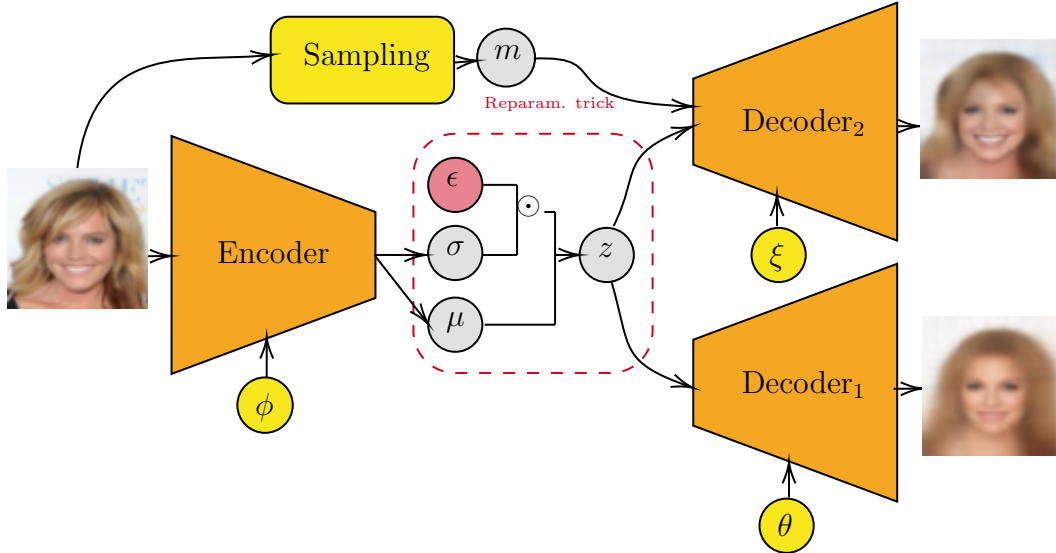 Sampling
m
Reparam. trick
Decoder₂
ϵ
⊙
σ
Encoder
z
ξ
μ
Decoder₁
ϕ
θ